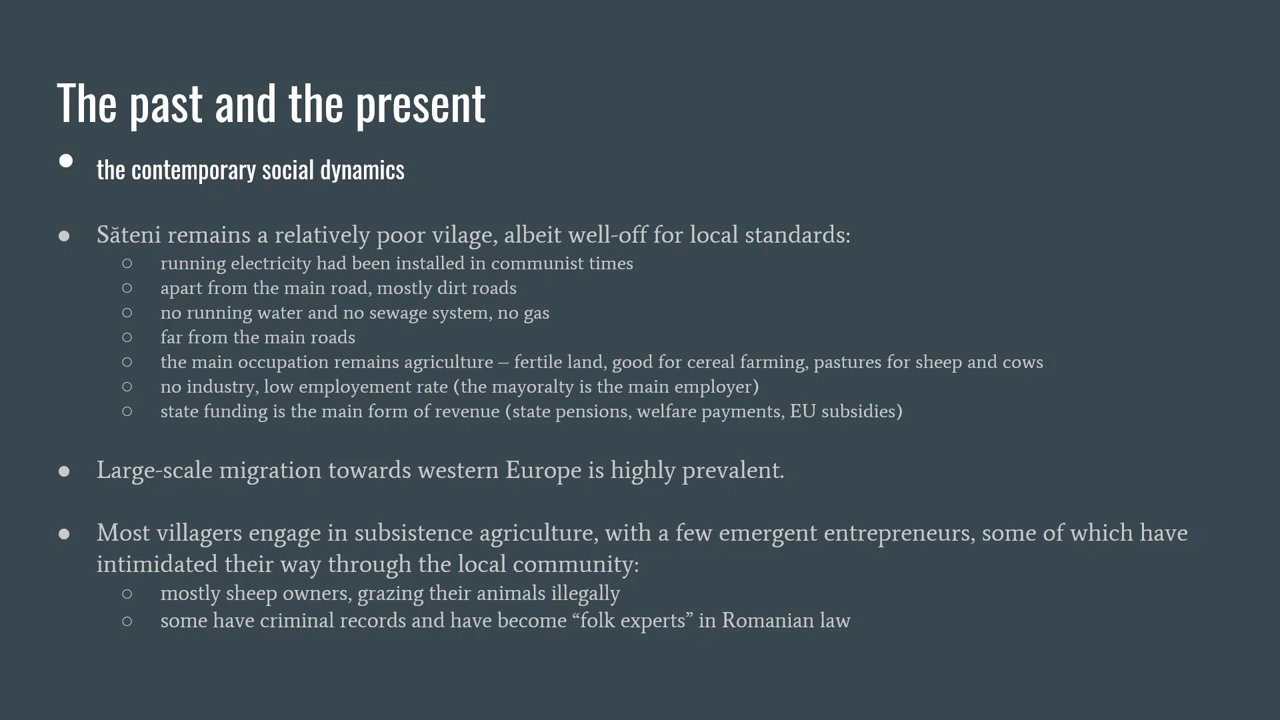 The past and the present
● the contemporary social dynamics
● Săteni remains a relatively poor vilage, albeit well-off for local standards:
○ running electricity had been installed in communist times
○ apart from the main road, mostly dirt roads
○ no running water and no sewage system, no gas
○ far from the main roads
○ the main occupation remains agriculture – fertile land, good for cereal farming, pastures for sheep and cows
○ no industry, low employement rate (the mayoralty is the main employer)
○ state funding is the main form of revenue (state pensions, welfare payments, EU subsidies)
● Large-scale migration towards western Europe is highly prevalent.
● Most villagers engage in subsistence agriculture, with a few emergent entrepreneurs, some of which have
intimidated their way through the local community:
○ mostly sheep owners, grazing their animals illegally
○ some have criminal records and have become “folk experts” in Romanian law